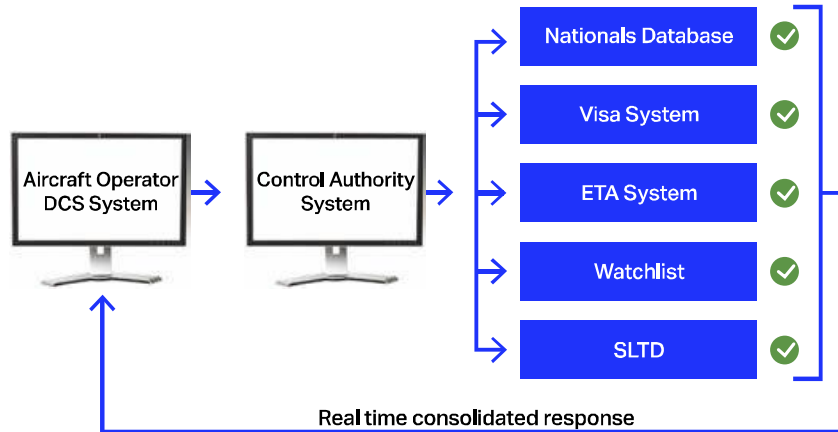 Nationals Database
Visa System
Aircraft Operator
DCS System
Control Authority
System
ETA System
Watchlist
SLTD
Real time consolidated response